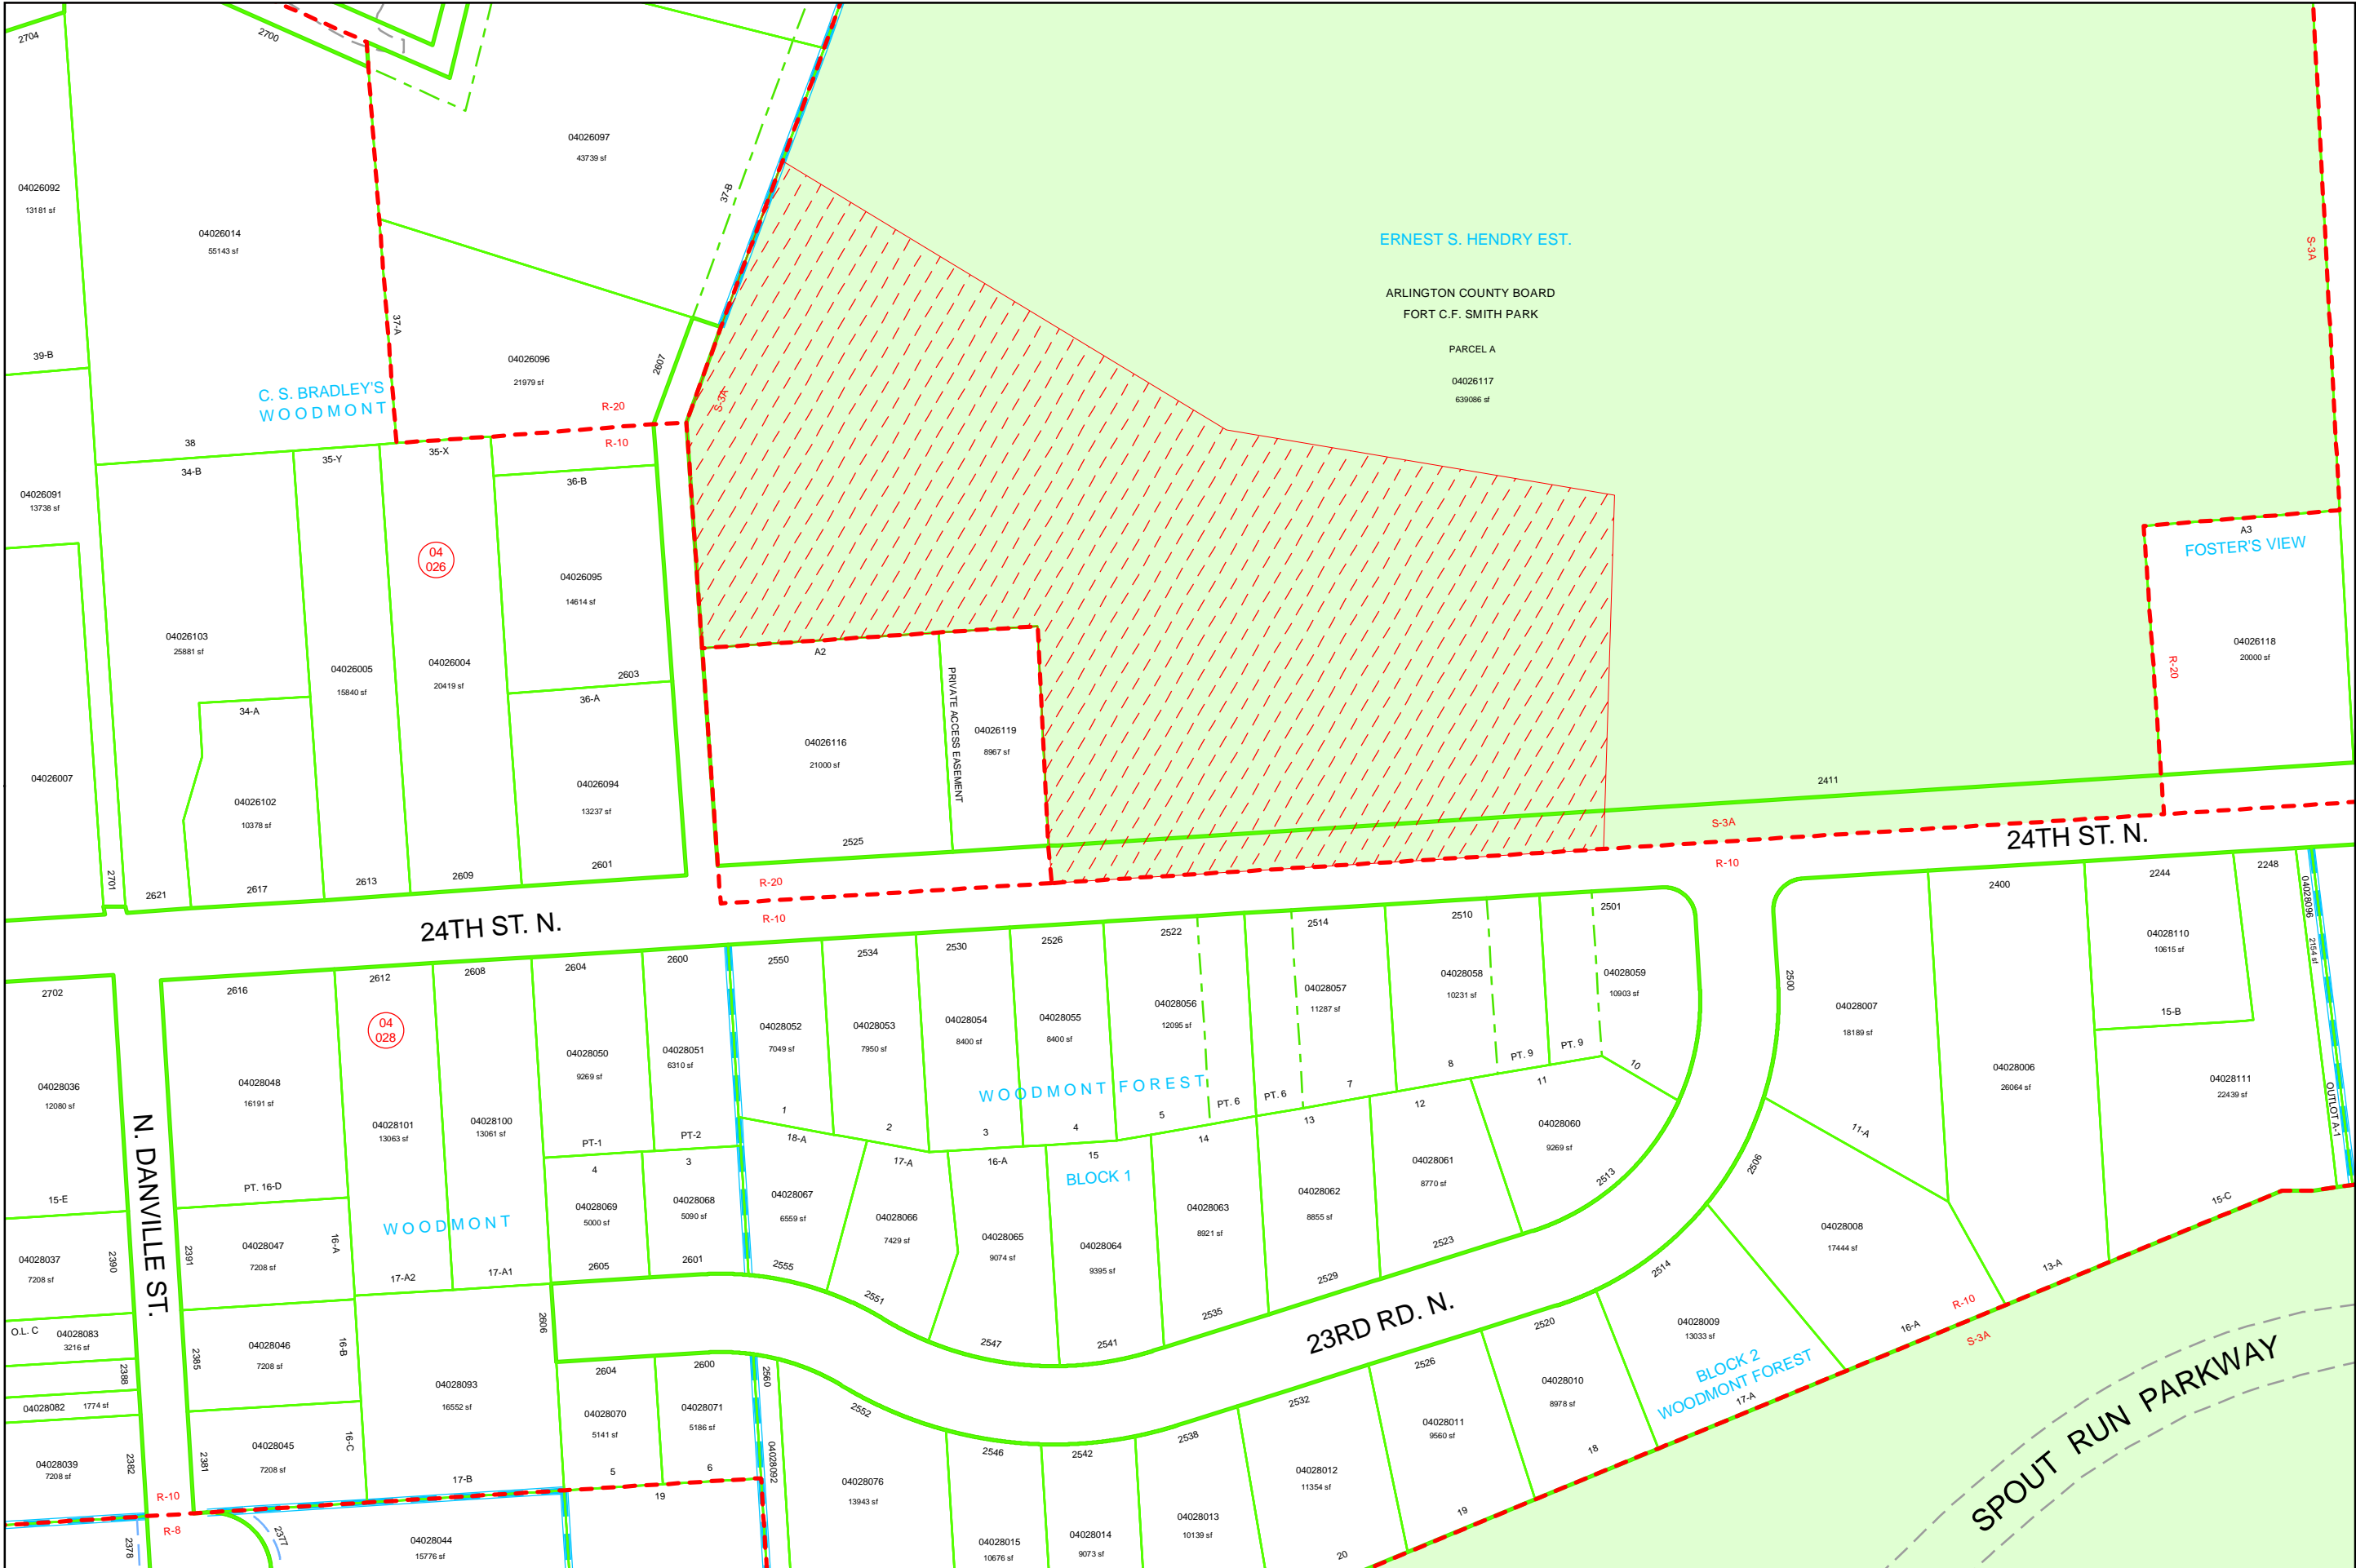 2704
2700
04026092
13181 sf
04026014
55143 sf
04026097
43739 sf
37-B
37-A
39-B
C. S. BRADLEY'S
WOODMONT
38
04026096
21979 sf
2607
R-20
R-10
S-3A
ERNEST S. HENDRY EST.
ARLINGTON COUNTY BOARD
FORT C.F. SMITH PARK
PARCEL A
04026117
639086 sf
S-3A
04026091
13738 sf
34-B
35-Y
35-X
36-B
04
026
04026095
14614 sf
2603
36-A
04026103
25881 sf
04026005
15840 sf
04026004
20419 sf
34-A
04026007
04026102
10378 sf
04026094
13237 sf
2701
2621
2617
2613
2609
2601
A2
04026116
21000 sf
PRIVATE ACCESS EASEMENT
04026119
8967 sf
2525
A3
FOSTER'S VIEW
04026118
20000 sf
R-20
2411
S-3A
R-10
R-20
R-10
24TH ST. N.
24TH ST. N.
2702
2616
2612
2608
2604
2600
2550
2534
2530
2526
2522
2514
2510
2501
2500
2400
2244
2248
04028096
2154 sf
04
028
04028036
12080 sf
04028048
16191 sf
04028101
13063 sf
04028100
13061 sf
04028050
9269 sf
04028051
6310 sf
04028052
7049 sf
04028053
7950 sf
04028054
8400 sf
04028055
8400 sf
04028056
12095 sf
04028057
11287 sf
04028058
10231 sf
04028059
10903 sf
04028007
18189 sf
04028006
26064 sf
04028110
10615 sf
15-B
04028111
22439 sf
OUTLOT A-1
WOODMONT FOREST
1
2
3
4
5
PT. 6
PT. 6
7
8
PT. 9
PT. 9
10
PT-1
PT-2
4
3
18-A
17-A
16-A
15
14
13
12
11
11-A
BLOCK 1
N. DANVILLE ST.
15-E
PT. 16-D
04028037
7208 sf
2390
2391
04028047
7208 sf
16-A
WOODMONT
17-A2
17-A1
04028069
5000 sf
2605
04028068
5090 sf
2601
04028067
6559 sf
2555
04028066
7429 sf
2551
04028065
9074 sf
2547
04028064
9395 sf
2541
04028063
8921 sf
2535
04028062
8855 sf
2529
04028061
8770 sf
2523
04028060
9269 sf
2513
2506
04028008
17444 sf
15-C
13-A
R-10
S-3A
16-A
O.L. C
04028083
3216 sf
2388
04028082
1774 sf
04028039
7208 sf
2382
2385
04028046
7208 sf
16-B
2381
04028045
7208 sf
16-C
2606
04028093
16552 sf
17-B
2604
04028070
5141 sf
5
2600
04028071
5186 sf
6
2560
04028092
2552
04028076
13943 sf
2546
04028015
10676 sf
2542
04028014
9073 sf
2538
04028013
10139 sf
23RD RD. N.
2532
04028012
11354 sf
20
2526
04028011
9560 sf
19
2520
04028010
8978 sf
18
2514
04028009
13033 sf
BLOCK 2
WOODMONT FOREST
17-A
SPOUT RUN PARKWAY
R-10
R-8
2378
2377
04028044
15776 sf
19